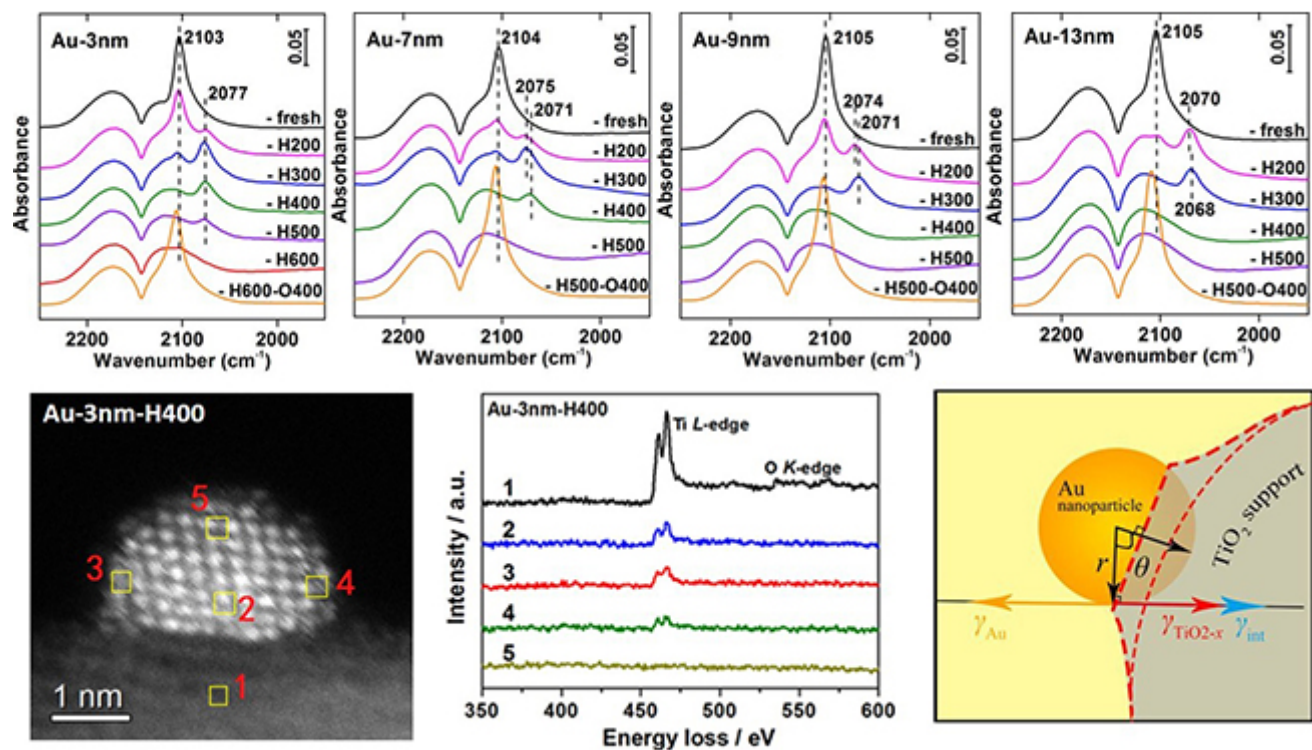 Au-3nm
2103
0.05
2077
- fresh
- H200
- H300
- H400
- H500
- H600
- H600-O400
Absorbance
2200 2100 2000
Wavenumber (cm⁻¹)
Au-7nm
2104
0.05
2075
2071
- fresh
- H200
- H300
- H400
- H500
- H500-O400
Absorbance
2200 2100 2000
Wavenumber (cm⁻¹)
Au-9nm
2105
0.05
2074
2071
- fresh
- H200
- H300
- H400
- H500
- H500-O400
Absorbance
2200 2100 2000
Wavenumber (cm⁻¹)
Au-13nm
2105
0.05
2070
- fresh
- H200
- H300
2068
- H400
- H500
- H500-O400
Absorbance
2200 2100 2000
Wavenumber (cm⁻¹)
Au-3nm-H400
5
3
4
2
1
1 nm
Au-3nm-H400
Ti L-edge
O K-edge
1
2
3
4
5
Intensity / a.u.
350 400 450 500 550 600
Energy loss / eV
Au
nanoparticle
TiO₂ support
r
θ
γAu
γTiO2-x
γint